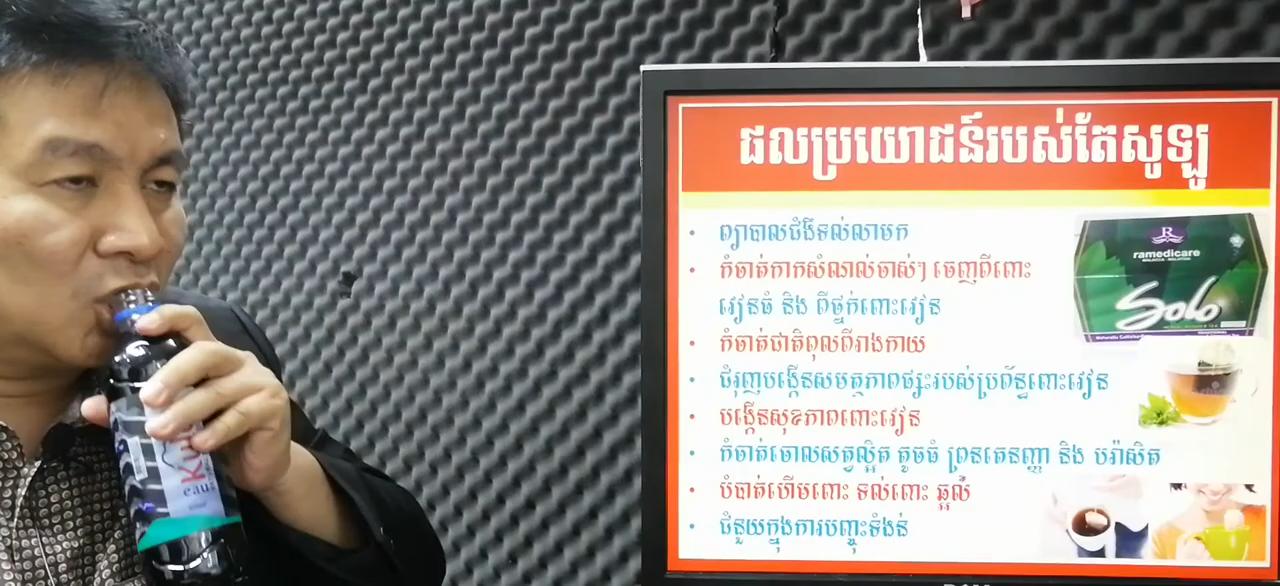 ផលប្រយោជន៍របស់តែសូឡូ
• ព្យាបាលជំងឺទល់លាមក
• កំចាត់កាកសំណល់ចាស់ៗ ចេញពីពោះ
វៀនធំ និង ពីថ្នក់ពោះវៀន
• កំចាត់ជាតិពុលពីរាងកាយ
• ជំរុញបង្កើនសមត្ថភាពផ្សះរបស់ប្រព័ន្ធពោះវៀន
• បង្កើនសុខភាពពោះវៀន
• កំចាត់ចោលសត្វល្អិត តូចធំ ព្រូនតេនញ្ញា និង បរ៉ាសិត
• បំបាត់ហើមពោះ ទល់ពោះ ឆ្អល់
• ជំនួយក្នុងការបញ្ចុះទំងន់
R
ramedicare
Solo
eau